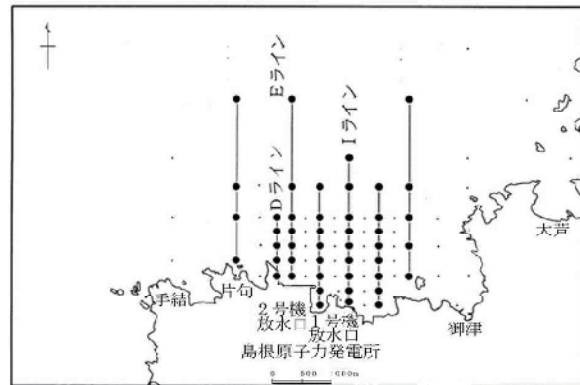 Eライン
Iライン
Dライン
大芦
手結
片句
御津
2号機
放水口
1号機
放水口
島根原子力発電所
0 500 1000m